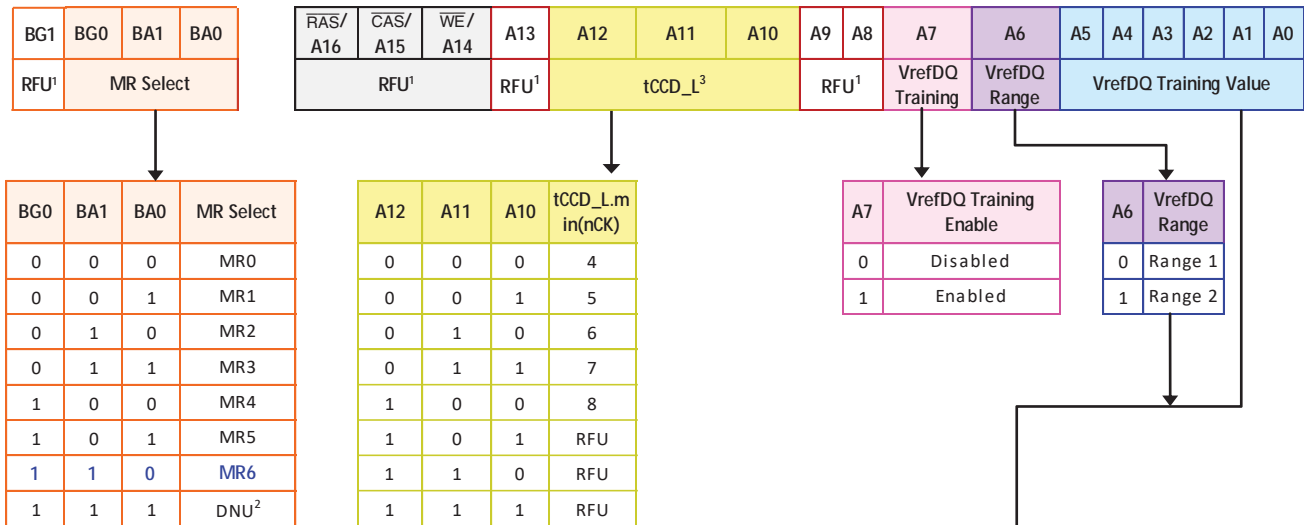 BG1 BG0 BA1 BA0
RFU¹ MR Select
RAS/ A16 CAS/ A15 WE/ A14 A13 A12 A11 A10 A9 A8 A7 A6 A5 A4 A3 A2 A1 A0
RFU¹ RFU¹ tCCD_L³ RFU¹ VrefDQ Training VrefDQ Range VrefDQ Training Value
BG0 BA1 BA0 MR Select
0 0 0 MR0
0 0 1 MR1
0 1 0 MR2
0 1 1 MR3
1 0 0 MR4
1 0 1 MR5
1 1 0 MR6
1 1 1 DNU²
A12 A11 A10 tCCD_L.m in(nCK)
0 0 0 4
0 0 1 5
0 1 0 6
0 1 1 7
1 0 0 8
1 0 1 RFU
1 1 0 RFU
1 1 1 RFU
A7 VrefDQ Training Enable
0 Disabled
1 Enabled
A6 VrefDQ Range
0 Range 1
1 Range 2